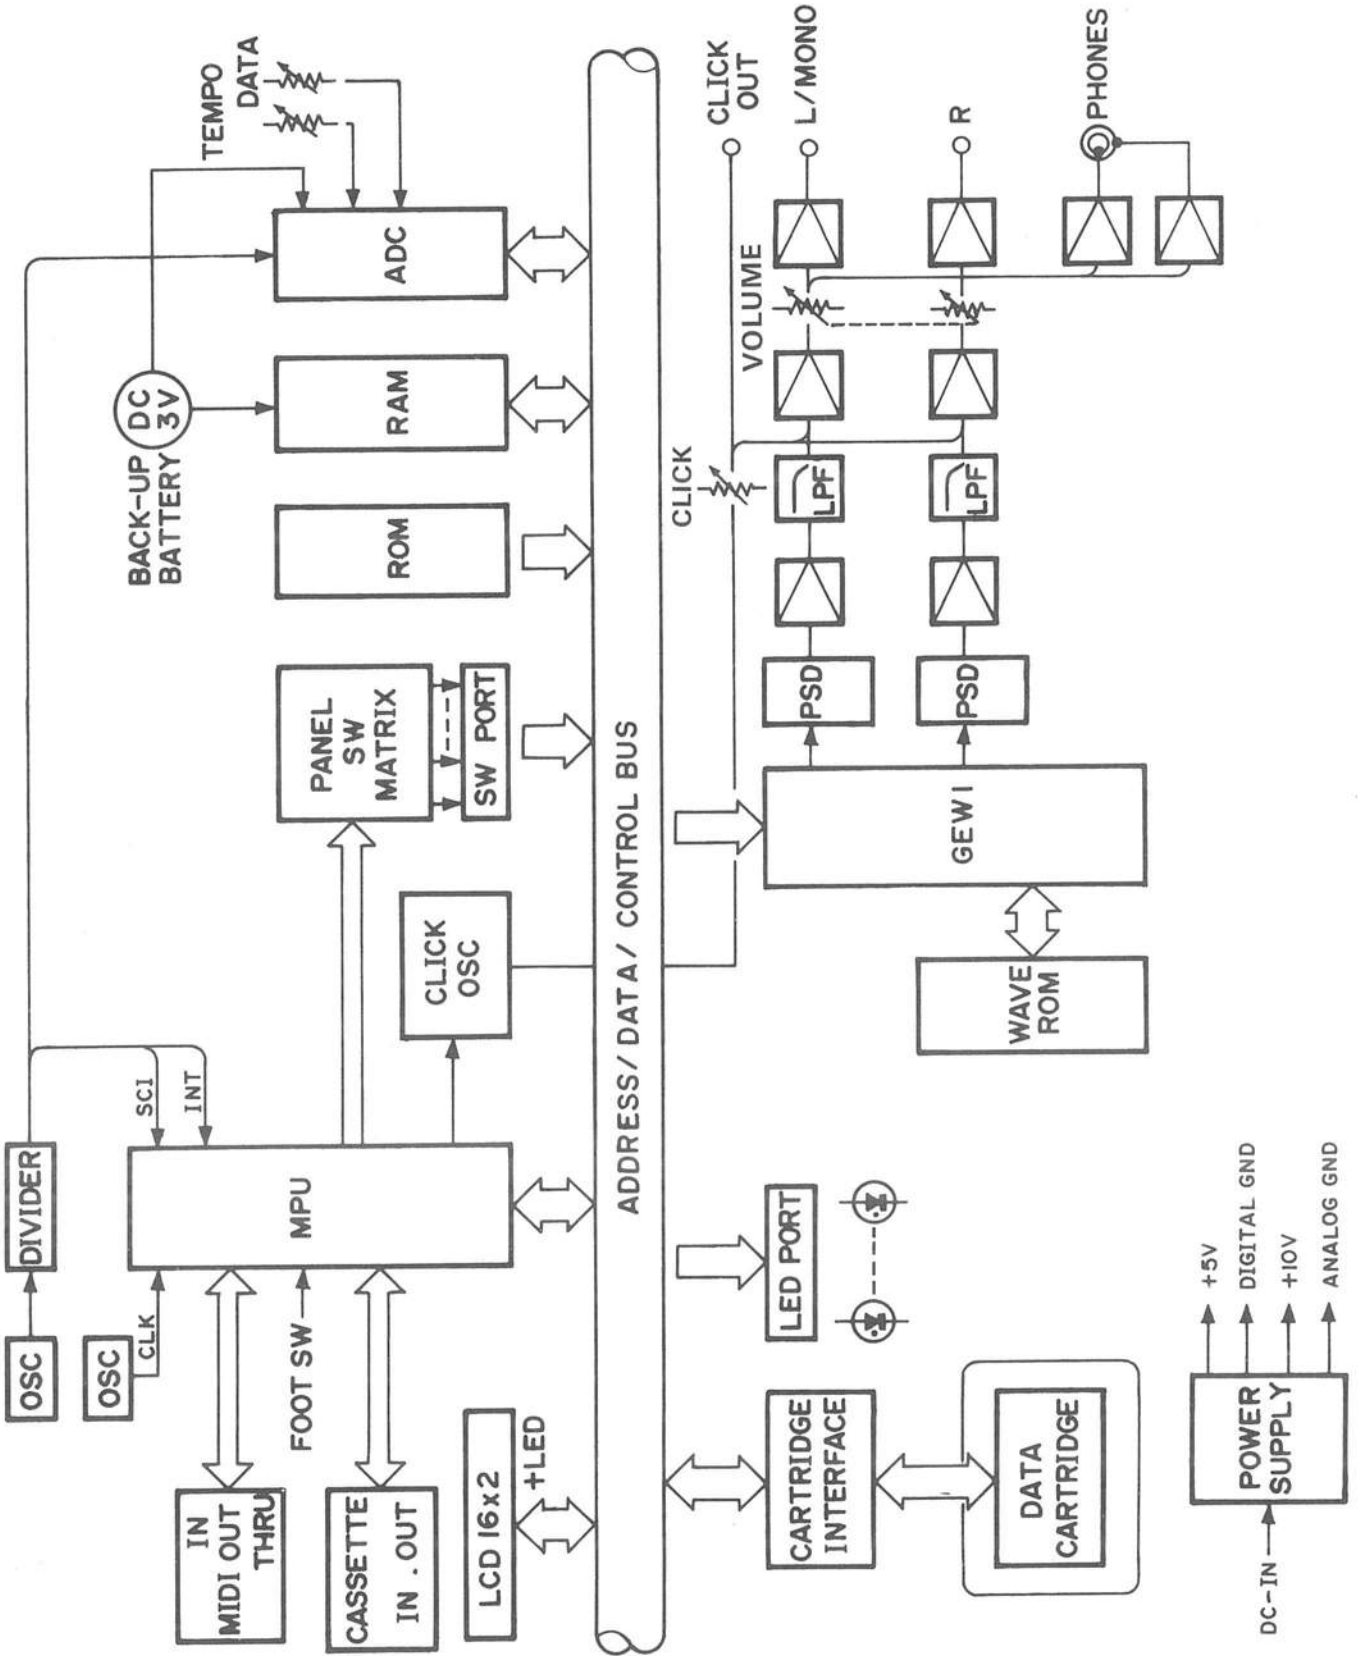 OSC
DIVIDER
OSC
CLK
SCI
INT
MPU
IN
MIDI OUT
THRU
FOOT SW
CASSETTE
IN . OUT
LCD 16x2
+LED
CLICK
OSC
PANEL
SW
MATRIX
SW PORT
ROM
RAM
ADC
BACK-UP
BATTERY
DC
3V
TEMPO
DATA
ADDRESS/DATA/CONTROL BUS
CARTRIDGE
INTERFACE
DATA
CARTRIDGE
LED PORT
WAVE
ROM
GEW1
PSD
PSD
LPF
LPF
CLICK
VOLUME
CLICK
OUT
L/MONO
R
PHONES
DC-IN
POWER
SUPPLY
+5V
DIGITAL GND
+10V
ANALOG GND